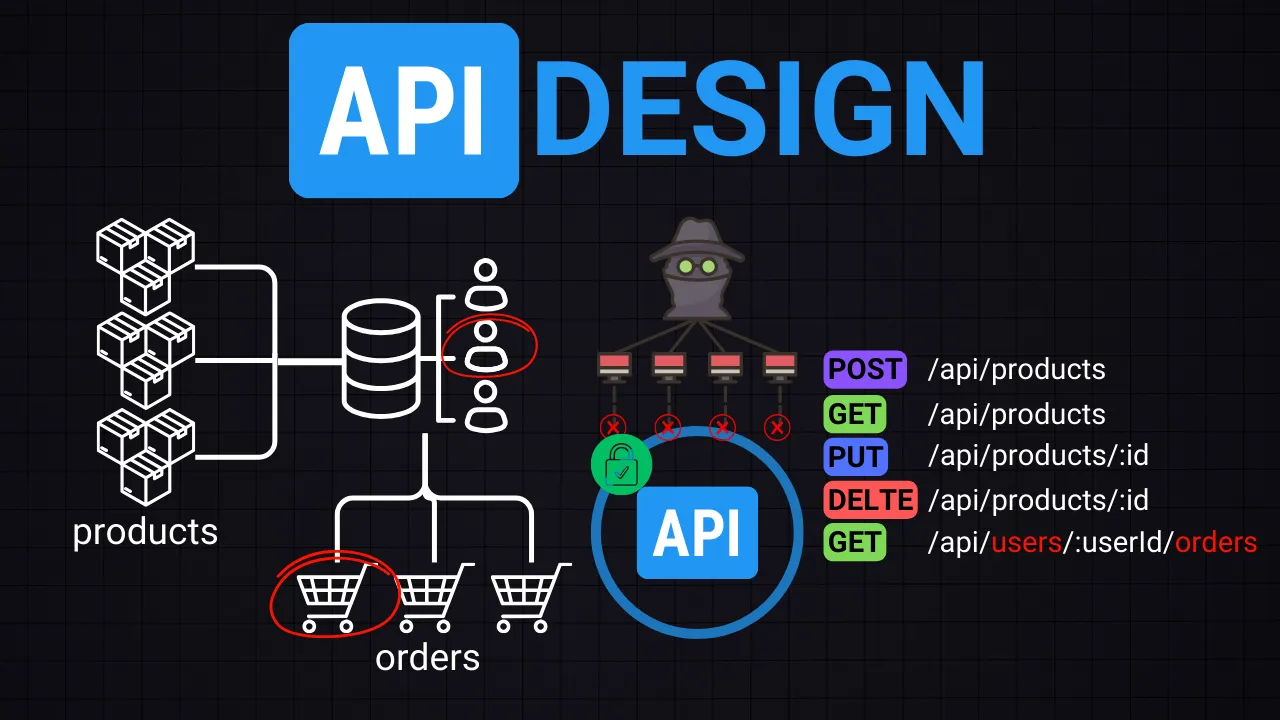 API DESIGN
products
orders
API
POST /api/products
GET /api/products
PUT /api/products/:id
DELTE /api/products/:id
GET /api/users/:userId/orders